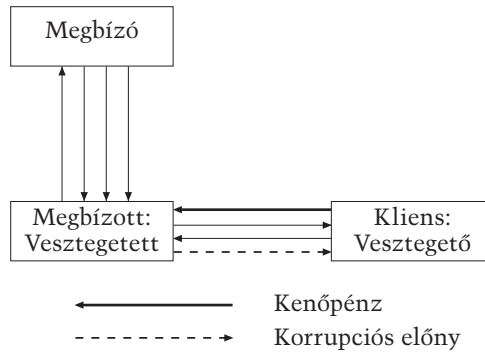 Megbízó
Megbízott:
Vesztegetett
Kliens:
Vesztegető
Kenőpénz
Korrupciós előny